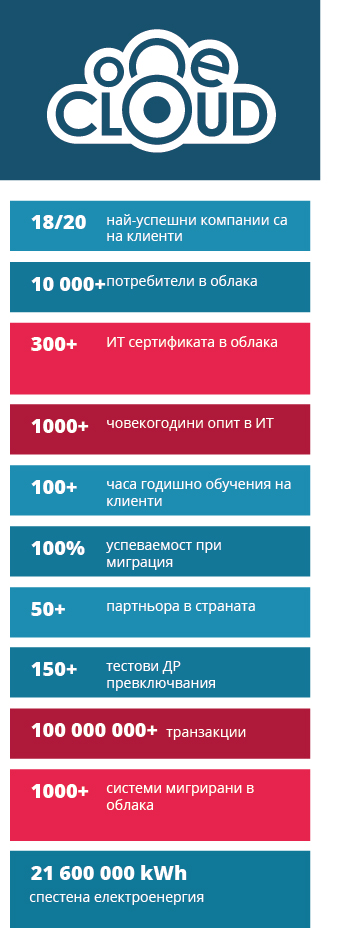 one
CLOUD
18/20 най-успешни компании са
на клиенти
10 000+ потребители в облака
300+ ИТ сертификата в облака
1000+ човекогодини опит в ИТ
100+ часа годишно обучения на
клиенти
100% успеваемост при
миграция
50+ партньора в страната
150+ тестови ДР
превключвания
100 000 000+ транзакции
1000+ системи мигрирани в
облака
21 600 000 kWh
спестена електроенергия